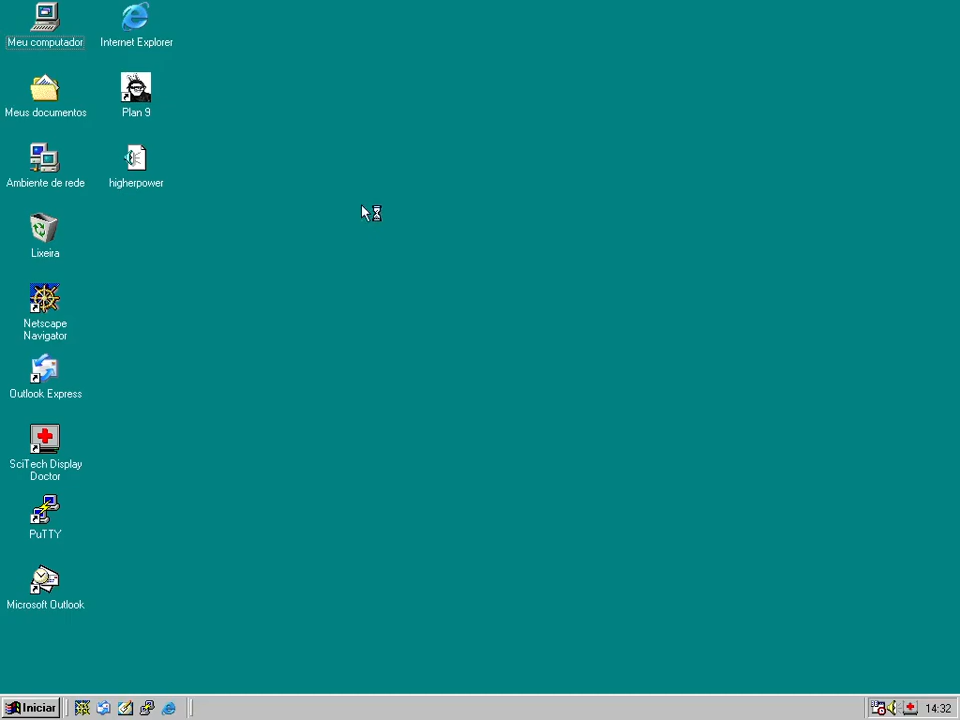 Meu computador
Internet Explorer
Meus documentos
Plan 9
Ambiente de rede
higherpower
Lixeira
Netscape
Navigator
Outlook Express
SciTech Display
Doctor
PuTTY
Microsoft Outlook
Iniciar
14:32